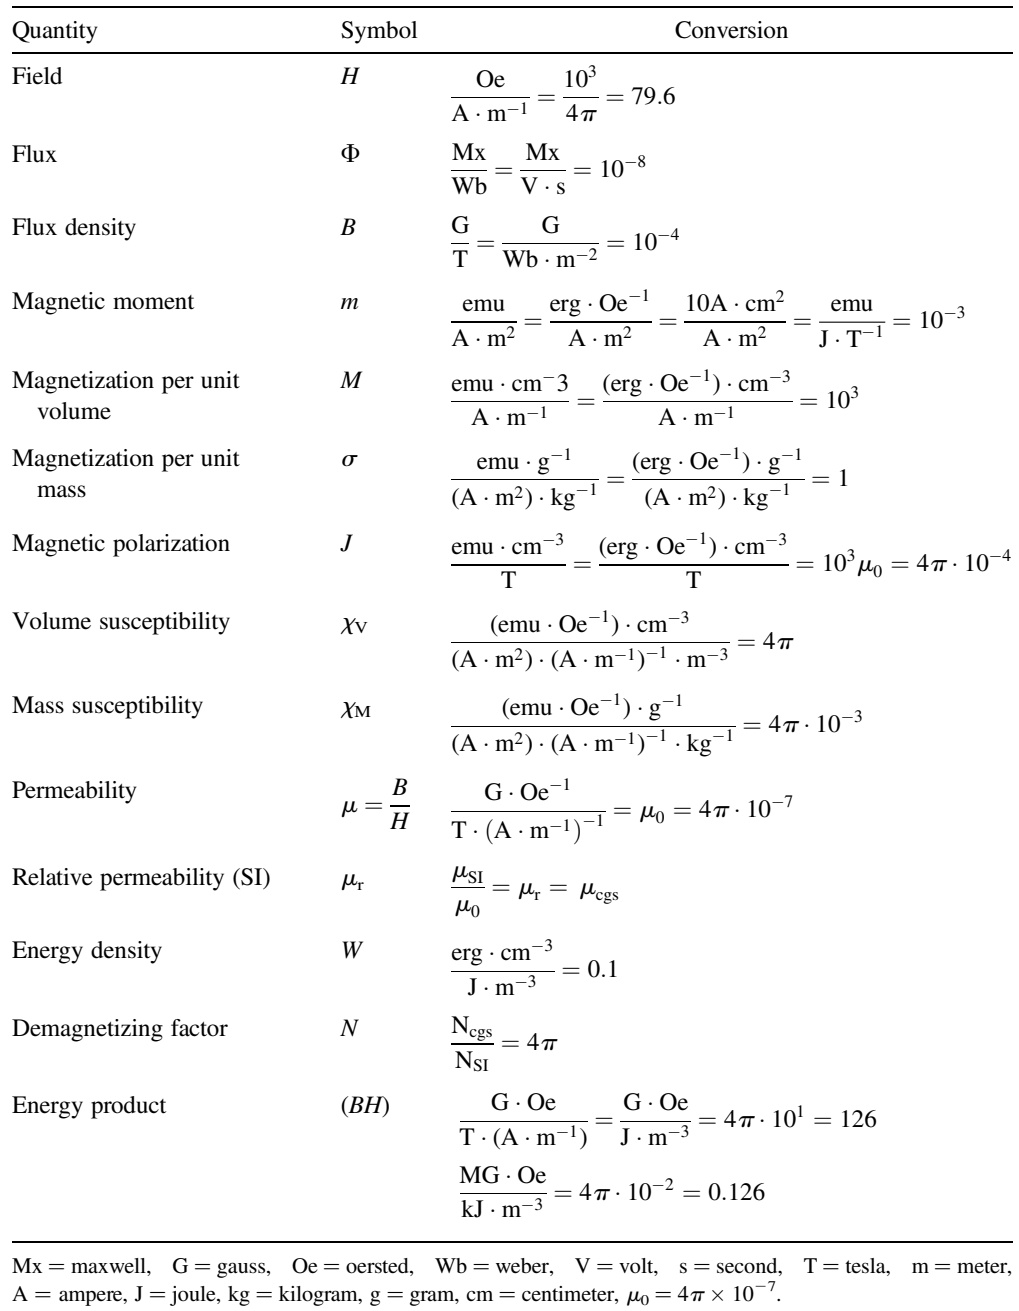 Quantity Symbol Conversion
Field H Oe / A · m⁻¹ = 10³ / 4π = 79.6
Flux Φ Mx / Wb = Mx / V · s = 10⁻⁸
Flux density B G / T = G / Wb · m⁻² = 10⁻⁴
Magnetic moment m emu / A · m² = erg · Oe⁻¹ / A · m² = 10A · cm² / A · m² = emu / J · T⁻¹ = 10⁻³
Magnetization per unit M emu · cm⁻3 / A · m⁻¹ = (erg · Oe⁻¹) · cm⁻³ / A · m⁻¹ = 10³
volume
Magnetization per unit σ emu · g⁻¹ / (A · m²) · kg⁻¹ = (erg · Oe⁻¹) · g⁻¹ / (A · m²) · kg⁻¹ = 1
mass
Magnetic polarization J emu · cm⁻³ / T = (erg · Oe⁻¹) · cm⁻³ / T = 10³μ₀ = 4π · 10⁻⁴
Volume susceptibility χV (emu · Oe⁻¹) · cm⁻³ / (A · m²) · (A · m⁻¹)⁻¹ · m⁻³ = 4π
Mass susceptibility χM (emu · Oe⁻¹) · g⁻¹ / (A · m²) · (A · m⁻¹)⁻¹ · kg⁻¹ = 4π · 10⁻³
Permeability μ = B / H G · Oe⁻¹ / T · (A · m⁻¹)⁻¹ = μ₀ = 4π · 10⁻⁷
Relative permeability (SI) μr μSI / μ₀ = μr = μcgs
Energy density W erg · cm⁻³ / J · m⁻³ = 0.1
Demagnetizing factor N Ncgs / NSI = 4π
Energy product (BH) G · Oe / T · (A · m⁻¹) = G · Oe / J · m⁻³ = 4π · 10¹ = 126
MG · Oe / kJ · m⁻³ = 4π · 10⁻² = 0.126
Mx = maxwell, G = gauss, Oe = oersted, Wb = weber, V = volt, s = second, T = tesla, m = meter,
A = ampere, J = joule, kg = kilogram, g = gram, cm = centimeter, μ₀ = 4π × 10⁻⁷.